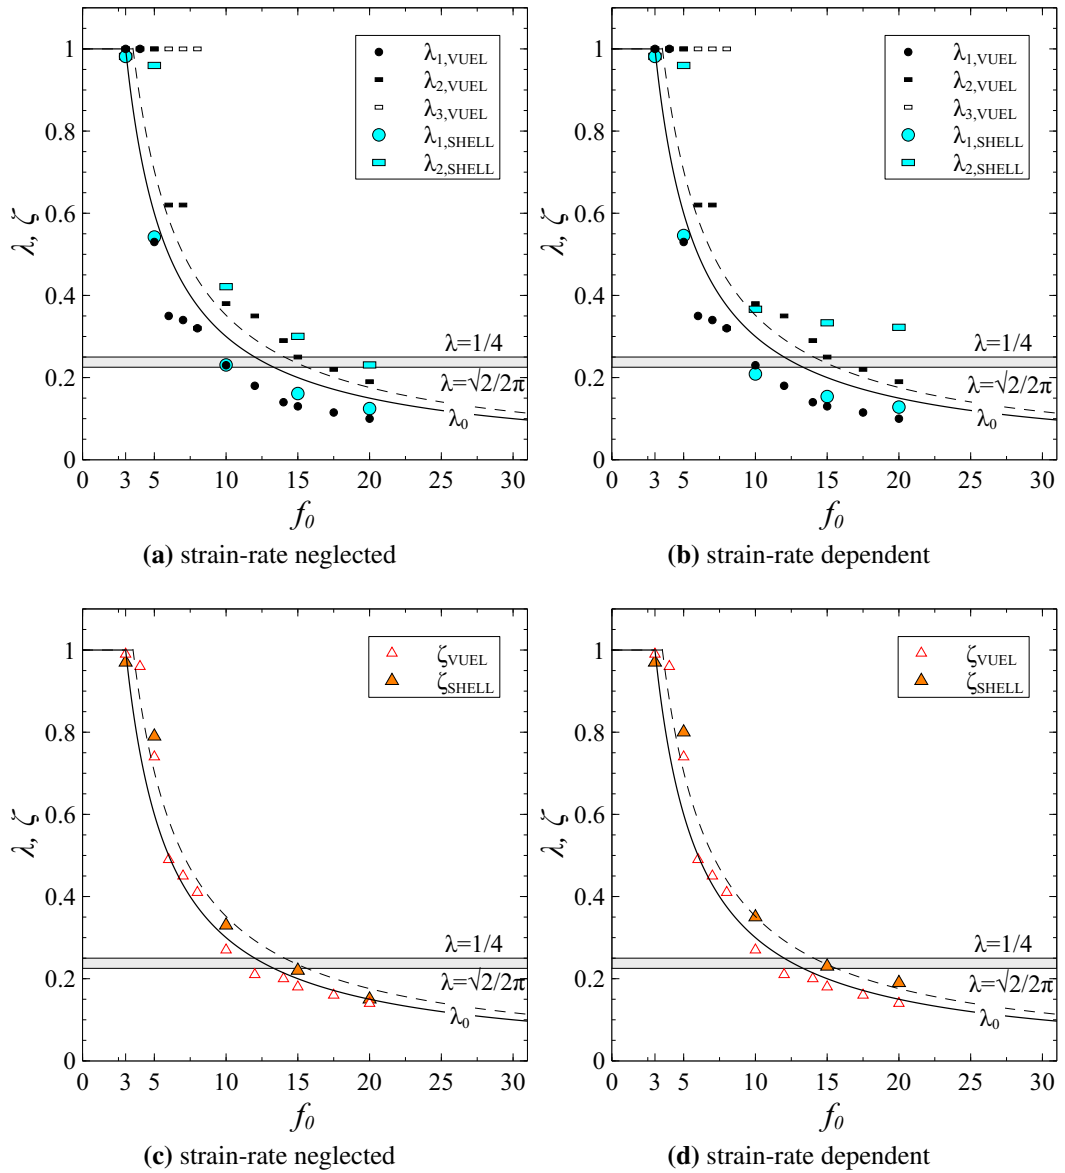 1
0.8
0.6
0.4
0.2
0
λ, ζ
λ1,VUEL
λ2,VUEL
λ3,VUEL
λ1,SHELL
λ2,SHELL
λ=1/4
λ=√2/2π
λ0
0 3 5 10 15 20 25 30
f0
(a) strain-rate neglected
1
0.8
0.6
0.4
0.2
0
λ, ζ
λ1,VUEL
λ2,VUEL
λ3,VUEL
λ1,SHELL
λ2,SHELL
λ=1/4
λ=√2/2π
λ0
0 3 5 10 15 20 25 30
f0
(b) strain-rate dependent
1
0.8
0.6
0.4
0.2
0
λ, ζ
ζVUEL
ζSHELL
λ=1/4
λ=√2/2π
λ0
0 3 5 10 15 20 25 30
f0
(c) strain-rate neglected
1
0.8
0.6
0.4
0.2
0
λ, ζ
ζVUEL
ζSHELL
λ=1/4
λ=√2/2π
λ0
0 3 5 10 15 20 25 30
f0
(d) strain-rate dependent